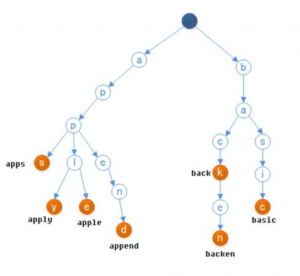 a b
p a
p c s
apps s l e back k i
y e n e c
apply apple d n basic
append backen